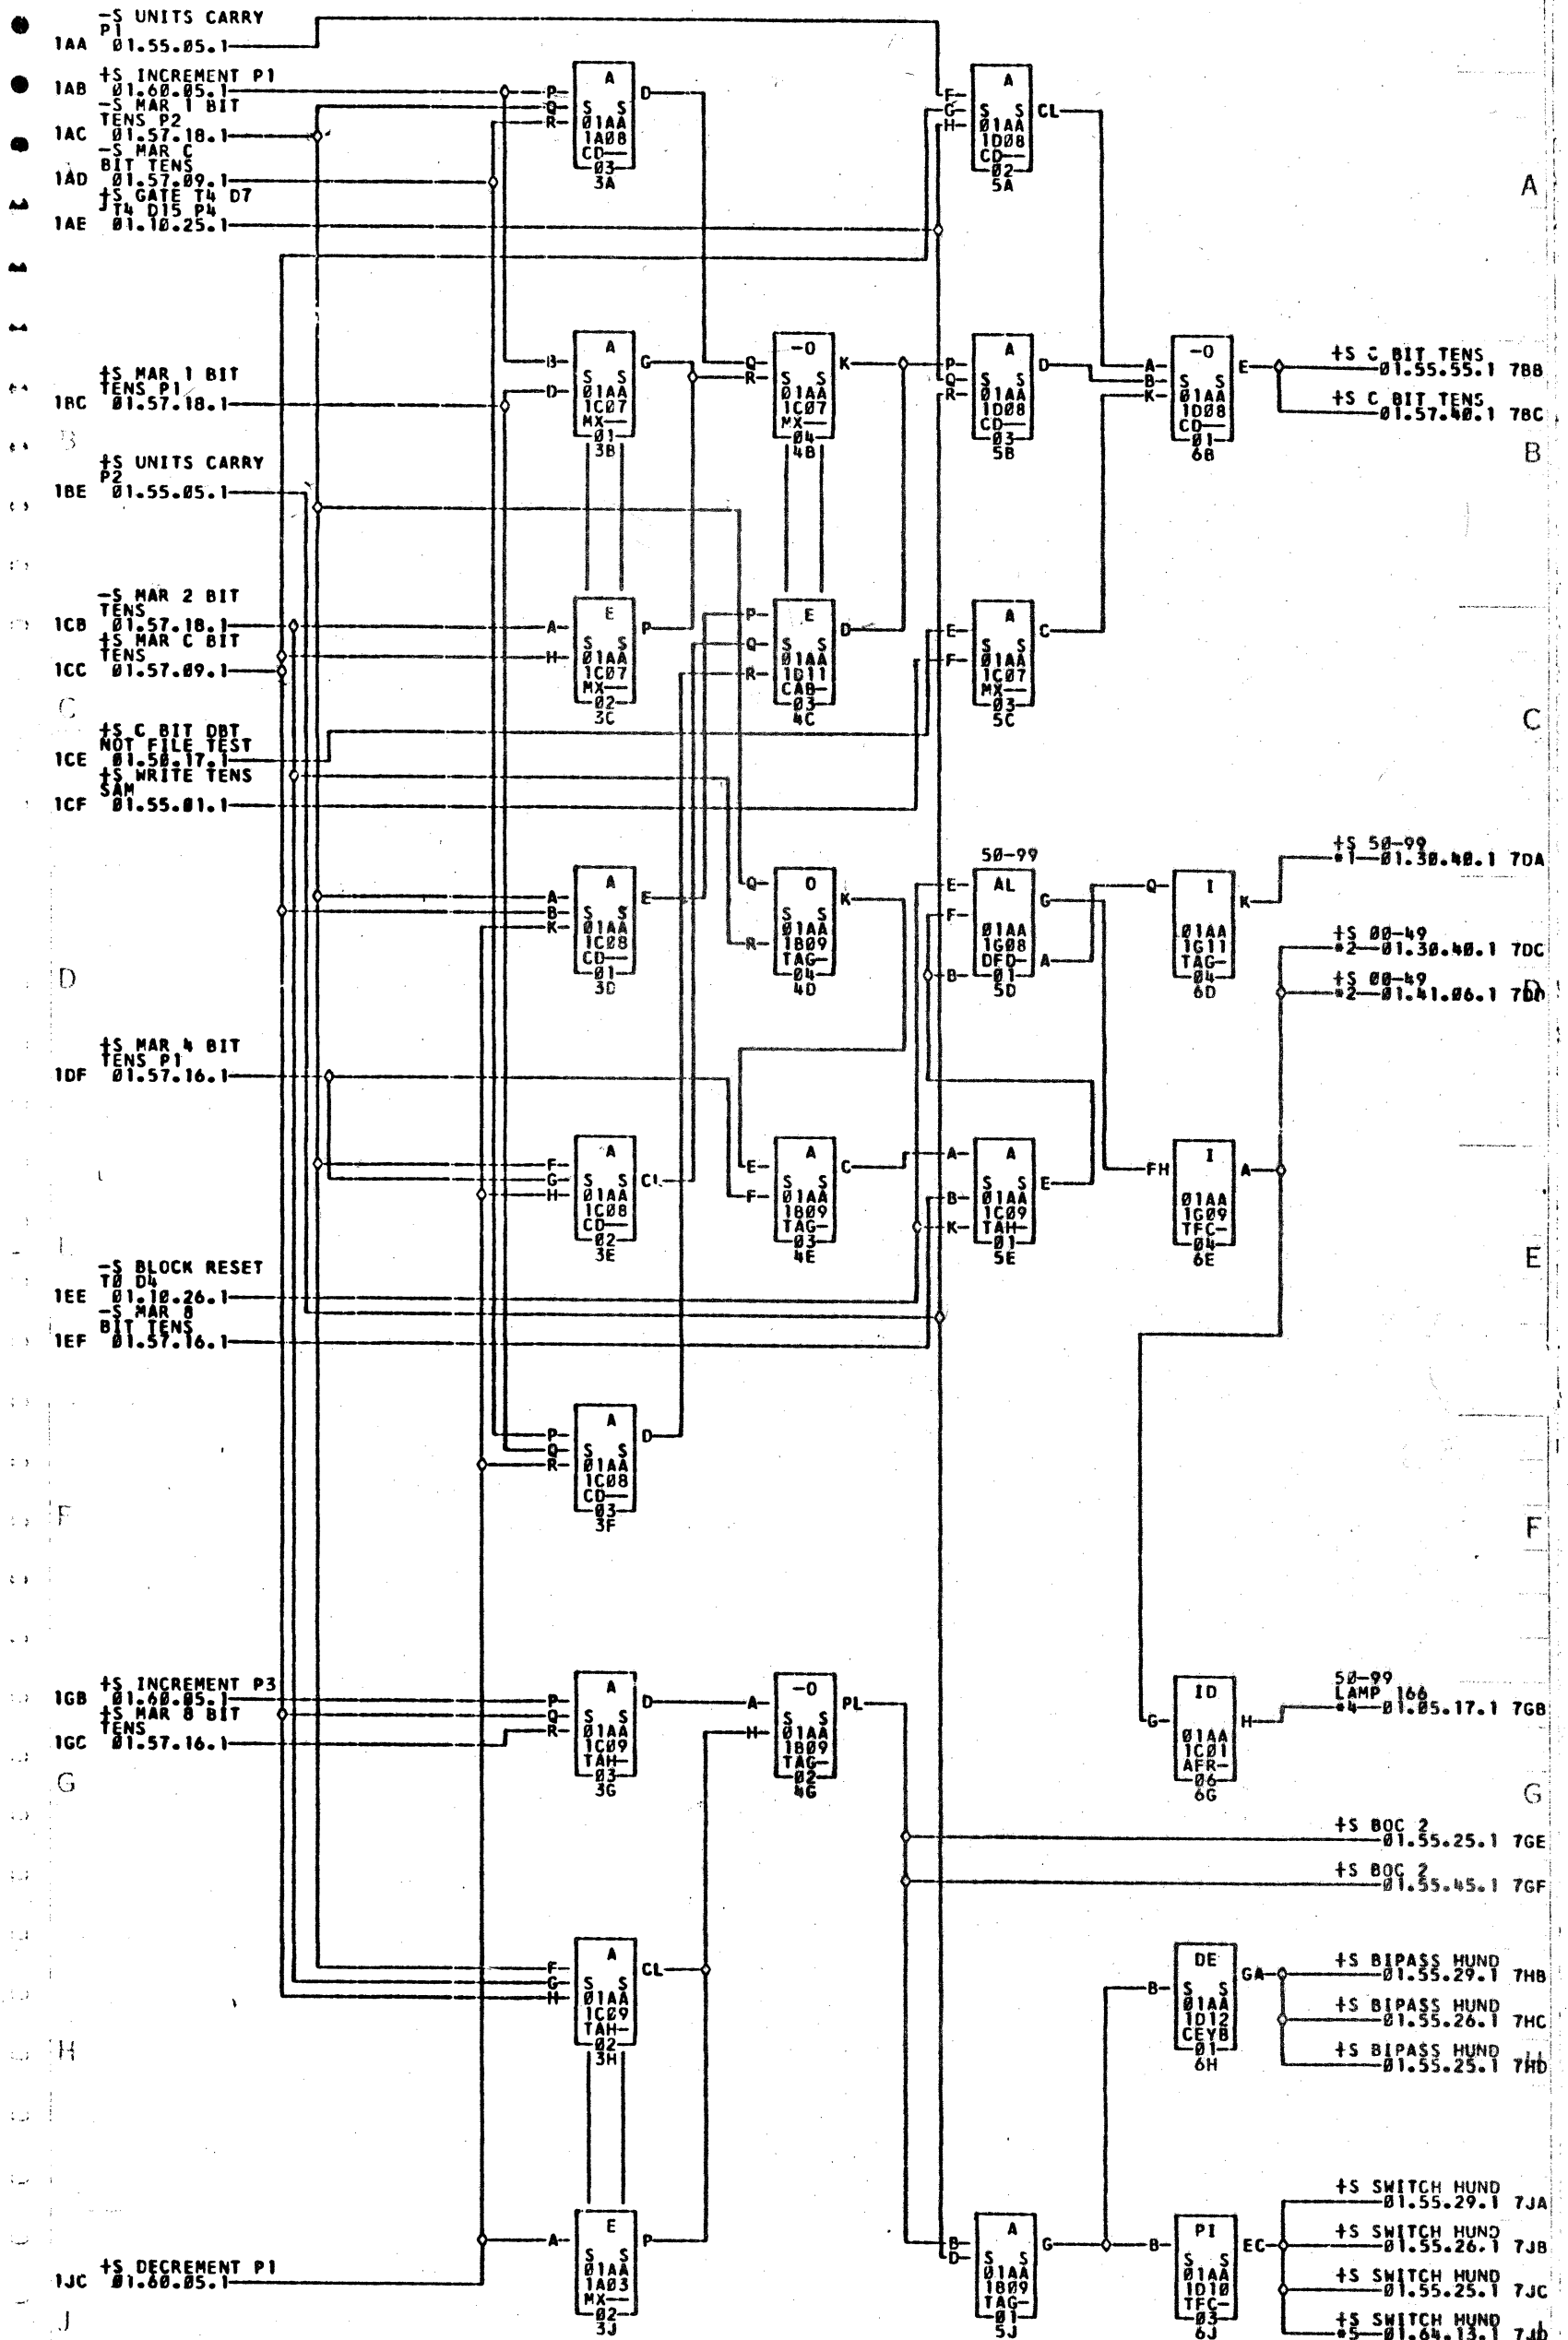 -S UNITS CARRY
P1
1AA 01.55.05.1
+S INCREMENT P1
1AB 01.60.05.1
-S MAR 1 BIT
TENS P2
1AC 01.57.18.1
-S MAR C
BIT TENS
1AD 01.57.09.1
+S GATE T4 D7
T4 D15 P4
1AE 01.10.25.1
P
Q
R
A
D
S S
01AA
1A08
CD
03
3A
F
G
H
A
CL
S S
01AA
1D08
CD
02
5A
A
+S MAR 1 BIT
TENS P1
1BC 01.57.18.1
+S UNITS CARRY
P2
1BE 01.55.05.1
B
B
D
A
G
S S
01AA
1C07
MX
01
3B
Q
R
-O
K
S S
01AA
1C07
MX
04
4B
P
Q
R
A
D
S S
01AA
1D08
CD
03
5B
A
B
K
-O
E
S S
01AA
1D08
CD
01
6B
+S C BIT TENS
01.55.55.1 7BB
+S C BIT TENS
01.57.40.1 7BC
B
-S MAR 2 BIT
TENS
1CB 01.57.18.1
+S MAR C BIT
TENS
1CC 01.57.09.1
C
+S C BIT DBT
NOT FILE TEST
1CE 01.50.17.1
+S WRITE TENS
SAM
1CF 01.55.01.1
A
H
E
P
S S
01AA
1C07
MX
02
3C
P
Q
R
E
D
S S
01AA
1D11
CAB
03
4C
E
F
A
C
S S
01AA
1C07
MX
03
5C
C
A
B
K
A
E
S S
01AA
1C08
CD
01
3D
Q
R
O
K
S S
01AA
1B09
TAG
04
4D
50-99
E
F
B
AL
G
A
01AA
1G08
DFD
01
5D
Q
I
K
01AA
1G11
TAG
04
6D
+S 50-99
*1 01.30.40.1 7DA
+S 00-49
*2 01.30.40.1 7DC
+S 00-49
*2 01.41.06.1
D
+S MAR 4 BIT
TENS P1
1DF 01.57.16.1
F
G
H
A
CL
S S
01AA
1C08
CD
02
3E
E
F
A
C
S S
01AA
1B09
TAG
03
4E
A
B
K
A
E
S S
01AA
1C09
TAH
01
5E
FH
I
A
01AA
1G09
TFC
04
6E
E
-S BLOCK RESET
T0 D4
1EE 01.10.26.1
-S MAR 8
BIT TENS
1EF 01.57.16.1
P
Q
R
A
D
S S
01AA
1C08
CD
03
3F
F
F
+S INCREMENT P3
1GB 01.60.05.1
+S MAR 8 BIT
TENS
1GC 01.57.16.1
G
P
Q
R
A
D
S S
01AA
1C09
TAH
03
3G
A
H
-O
PL
S S
01AA
1B09
TAG
02
4G
G
ID
H
01AA
1C01
AFR
06
6G
50-99
LAMP 166
*4 01.05.17.1 7GB
G
+S BOC 2
01.55.25.1 7GE
+S BOC 2
01.55.45.1 7GF
F
G
H
A
CL
S S
01AA
1C09
TAH
02
3H
B
DE
GA
S S
01AA
1D12
CEYB
01
6H
+S BIPASS HUND
01.55.29.1 7HB
+S BIPASS HUND
01.55.26.1 7HC
+S BIPASS HUND
01.55.25.1 7HD
H
+S DECREMENT P1
1JC 01.60.05.1
J
A
E
P
S S
01AA
1A03
MX
02
3J
B
D
A
G
S S
01AA
1B09
TAG
01
5J
B
PI
EC
S S
01AA
1D10
TFC
03
6J
+S SWITCH HUND
01.55.29.1 7JA
+S SWITCH HUND
01.55.26.1 7JB
+S SWITCH HUND
01.55.25.1 7JC
+S SWITCH HUND
*5 01.64.13.1 7JD